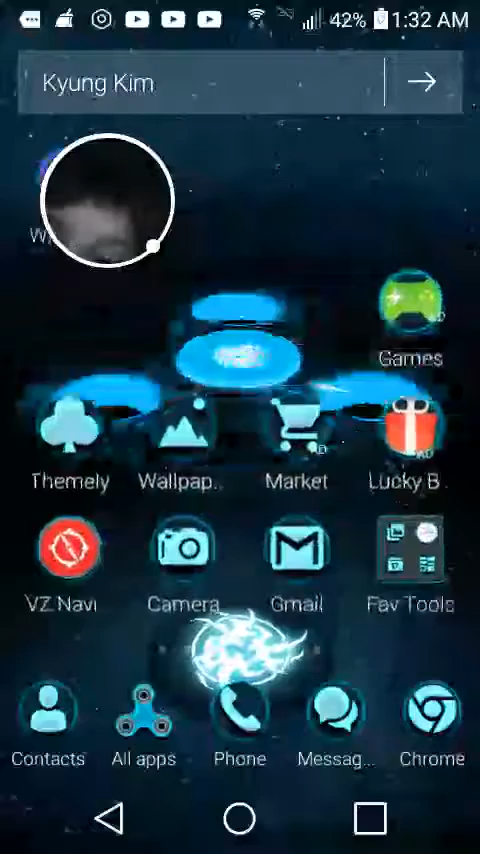 42% 1:32 AM
Kyung Kim
Games
Themely Wallpap.. Market Lucky B..
VZ Navi Camera Gmail Fav Tools
Contacts All apps Phone Messag... Chrome